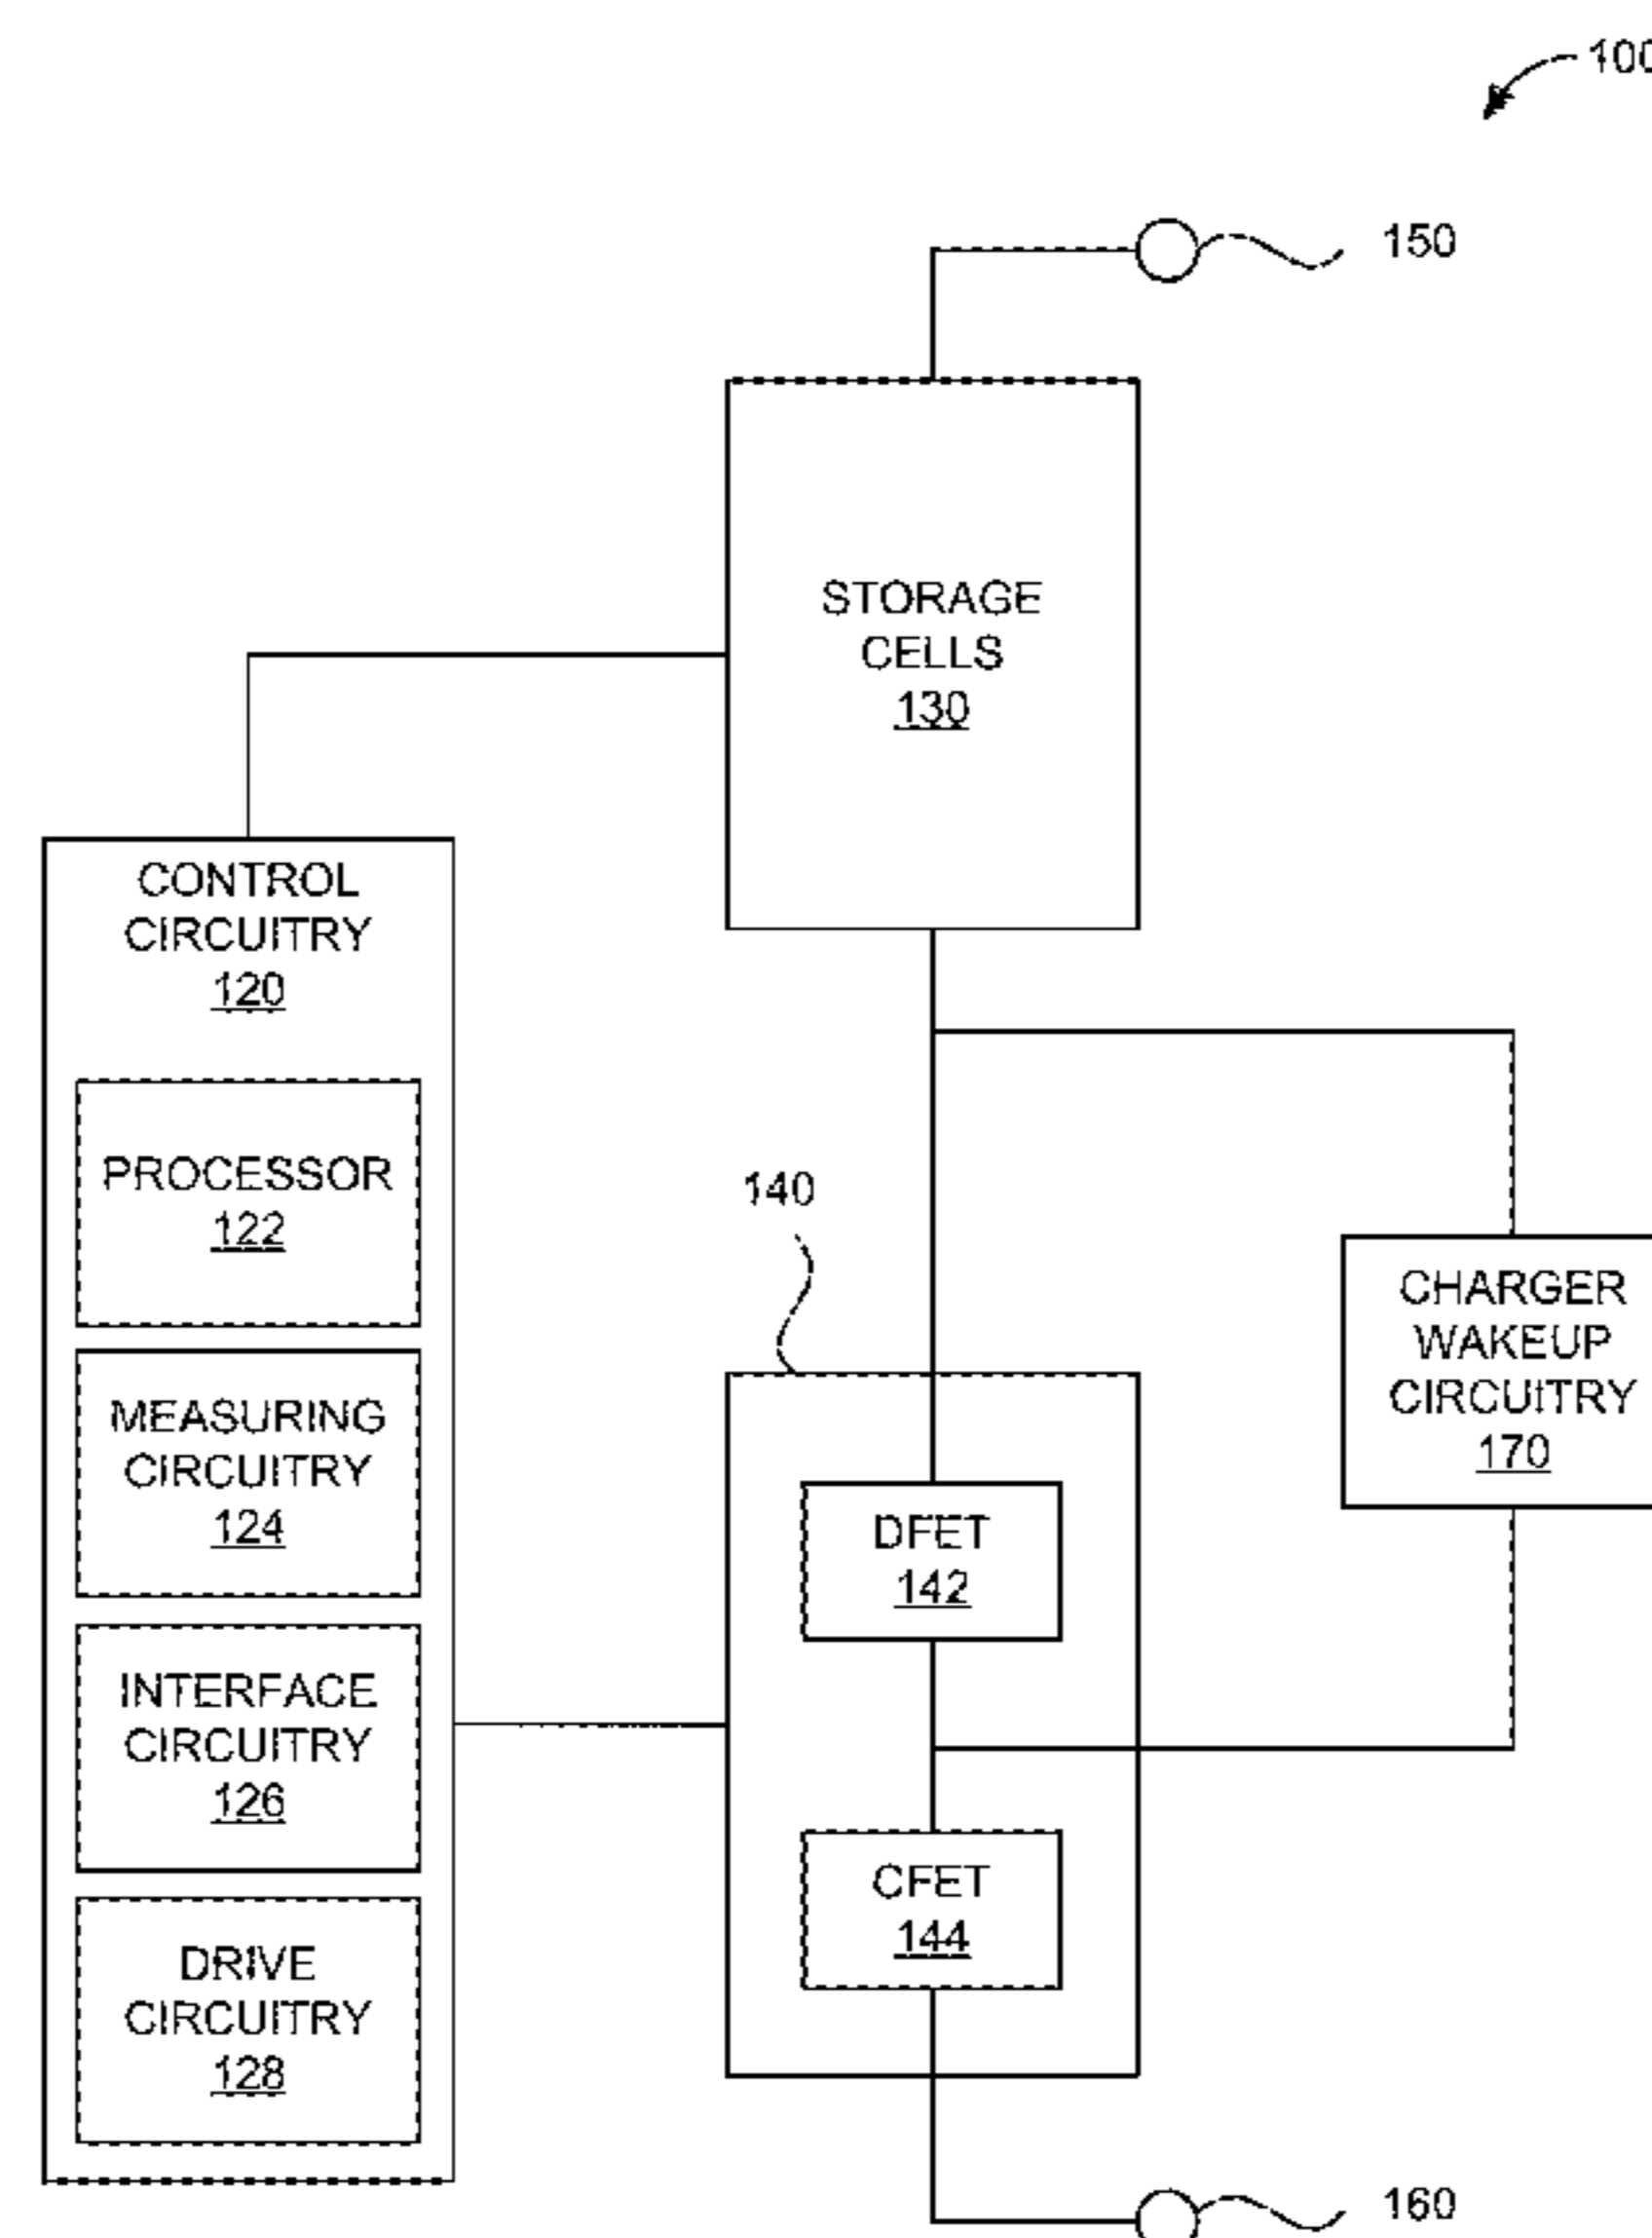 100
150
STORAGE
CELLS
130
CONTROL
CIRCUITRY
120
PROCESSOR
122
MEASURING
CIRCUITRY
124
INTERFACE
CIRCUITRY
126
DRIVE
CIRCUITRY
128
140
DFET
142
CFET
144
CHARGER
WAKEUP
CIRCUITRY
170
160